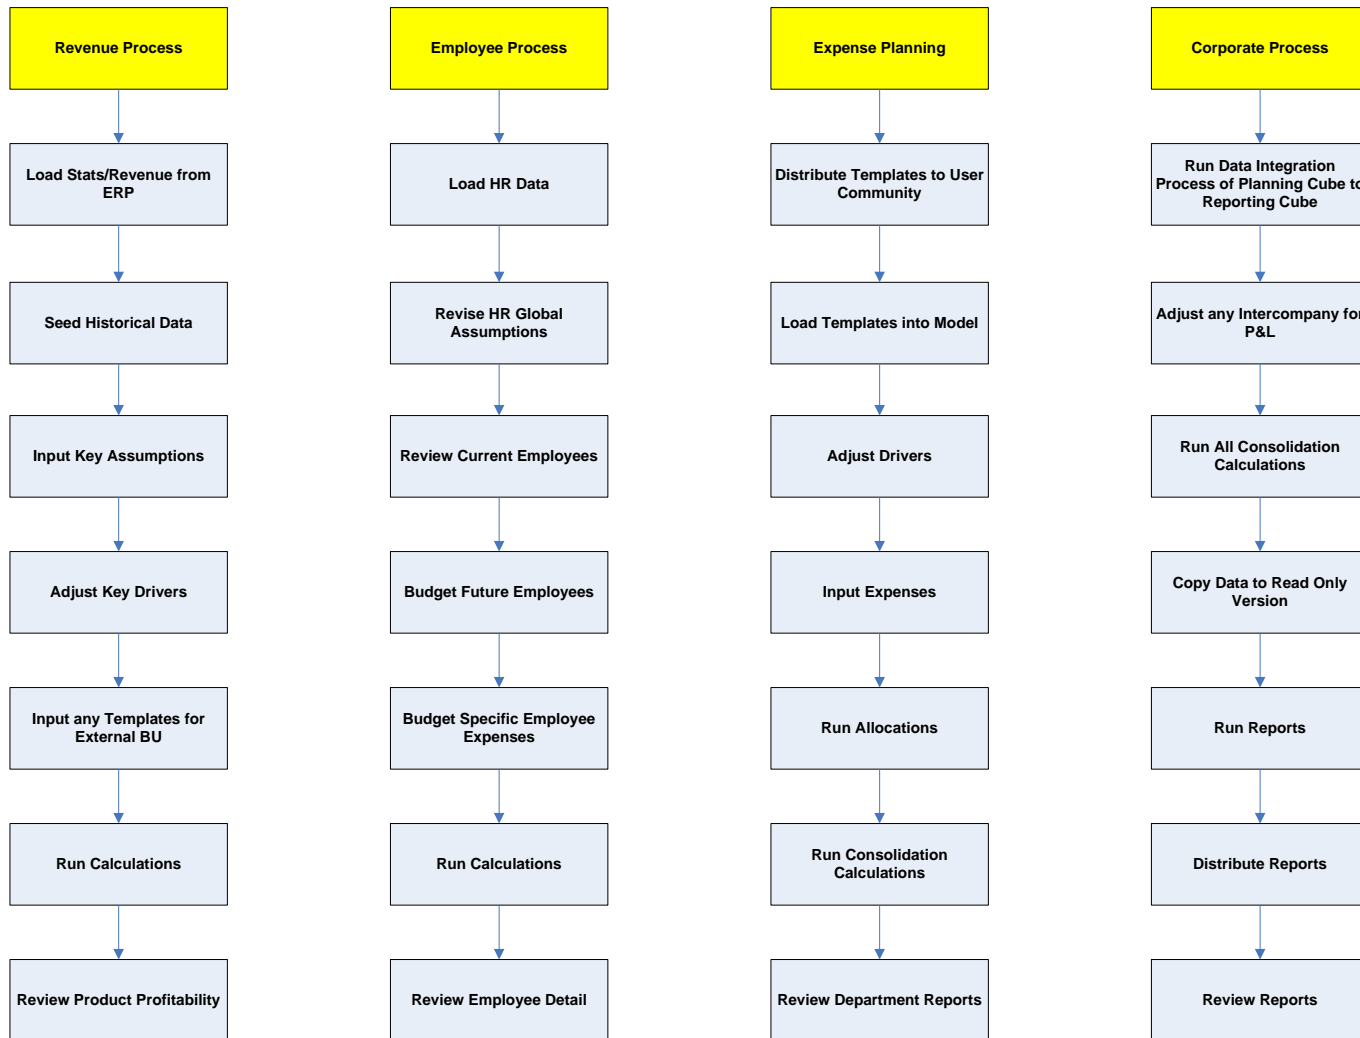 Revenue Process
Employee Process
Expense Planning
Corporate Process
Load Stats/Revenue from
ERP
Load HR Data
Distribute Templates to User
Community
Run Data Integration
Process of Planning Cube to
Reporting Cube
Seed Historical Data
Revise HR Global
Assumptions
Load Templates into Model
Adjust any Intercompany for
P&L
Input Key Assumptions
Review Current Employees
Adjust Drivers
Run All Consolidation
Calculations
Adjust Key Drivers
Budget Future Employees
Input Expenses
Copy Data to Read Only
Version
Input any Templates for
External BU
Budget Specific Employee
Expenses
Run Allocations
Run Reports
Run Calculations
Run Calculations
Run Consolidation
Calculations
Distribute Reports
Review Product Profitability
Review Employee Detail
Review Department Reports
Review Reports